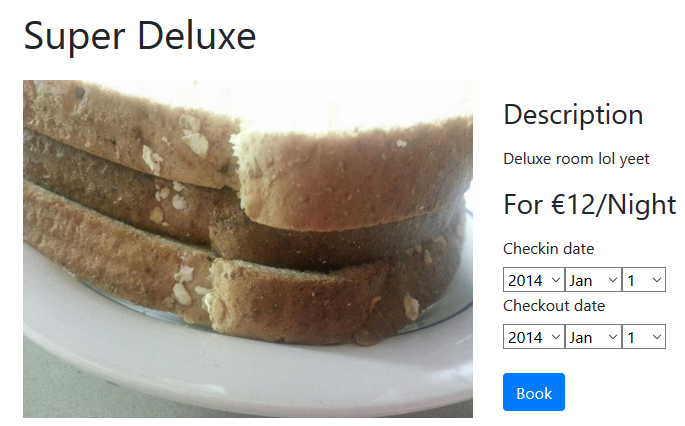 Super Deluxe
Description
Deluxe room lol yeet
For €12/Night
Checkin date
2014 Jan 1
Checkout date
2014 Jan 1
Book